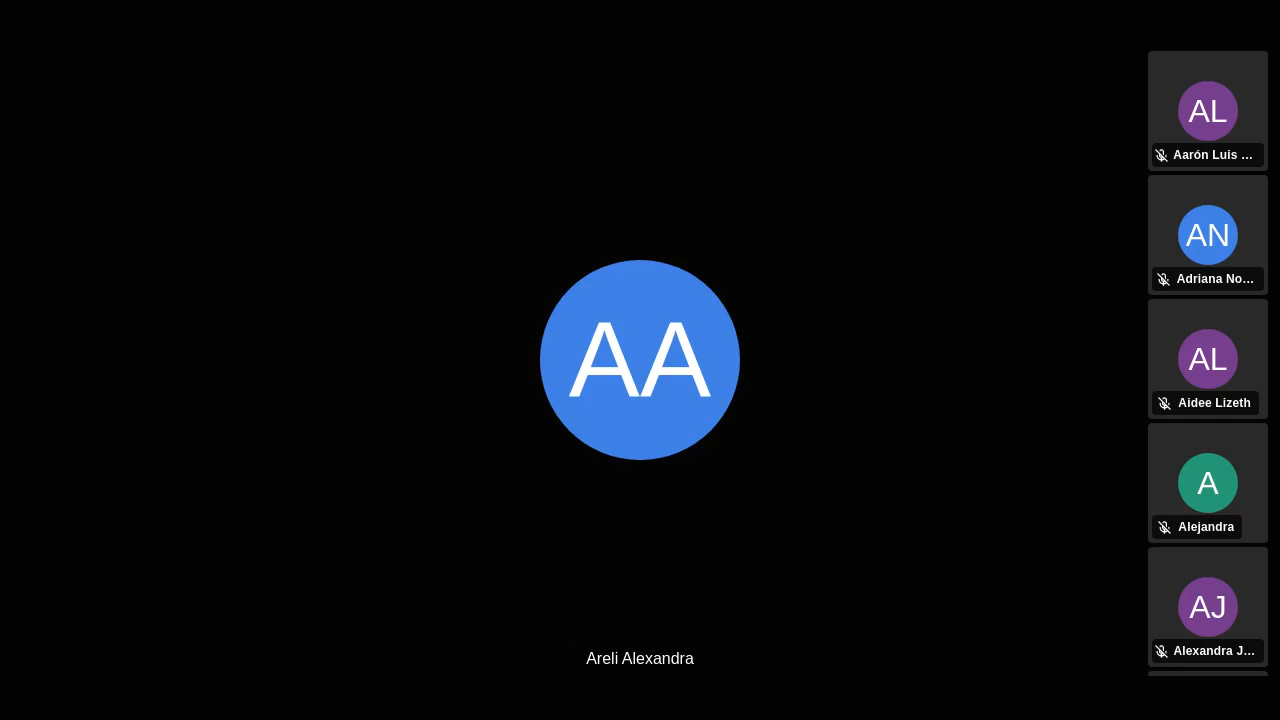 AA
Areli Alexandra
AL
Aarón Luis ...
AN
Adriana No...
AL
Aidee Lizeth
A
Alejandra
AJ
Alexandra J...